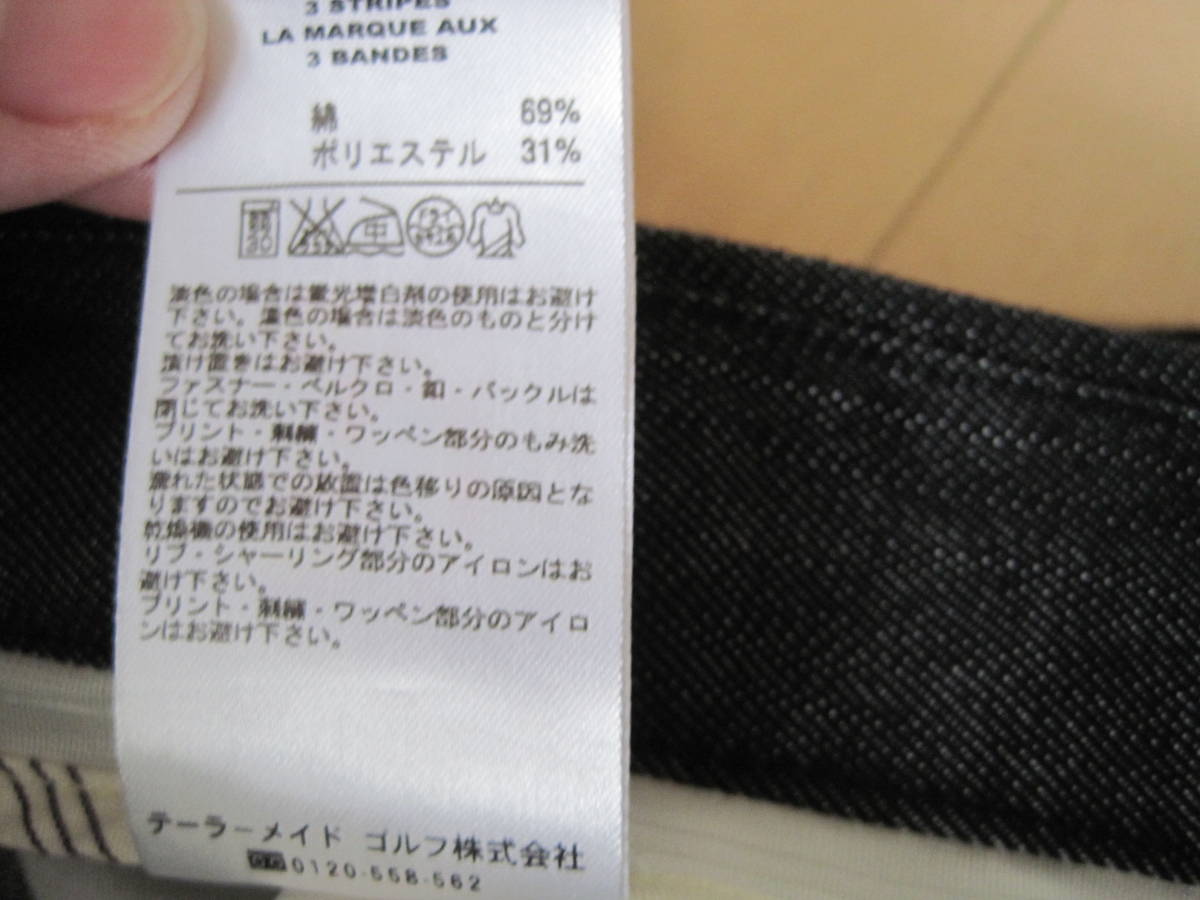 3 STRIPES
LA MARQUE AUX
3 BANDES
綿 69%
ポリエステル 31%
中
淡色の場合は蛍光増白剤の使用はお避け
下さい。濃色の場合は淡色のものと分け
てお洗い下さい。
漬け置きはお避け下さい。
ファスナー・ベルクロ・釦・バックルは
閉じてお洗い下さい。
プリント・刺繍・ワッペン部分のもみ洗
いはお避け下さい。
濡れた状態での放置は色移りの原因とな
りますのでお避け下さい。
乾燥機の使用はお避け下さい。
リブ・シャーリング部分のアイロンはお
避け下さい。
プリント・刺繍・ワッペン部分のアイロ
ンはお避け下さい。
テーラーメイド ゴルフ株式会社
0120-558-562